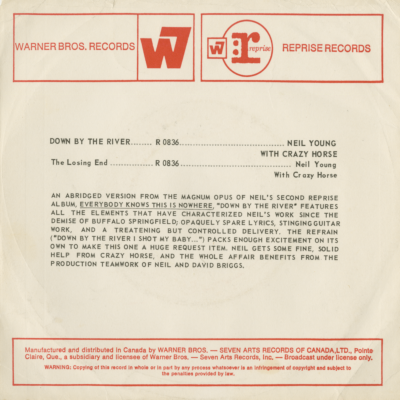 WARNER BROS. RECORDS
W7
W7
r
reprise
REPRISE RECORDS
DOWN BY THE RIVER....... R 0836................................ NEIL YOUNG
WITH CRAZY HORSE
The Losing End ................ R 0836................................... Neil Young
With Crazy Horse
AN ABRIDGED VERSION FROM THE MAGNUM OPUS OF NEIL'S SECOND REPRISE
ALBUM, EVERYBODY KNOWS THIS IS NOWHERE, "DOWN BY THE RIVER" FEATURES
ALL THE ELEMENTS THAT HAVE CHARACTERIZED NEIL'S WORK SINCE THE
DEMISE OF BUFFALO SPRINGFIELD; OPAQUELY SPARE LYRICS, STINGING GUITAR
WORK, AND A TREATENING BUT CONTROLLED DELIVERY. THE REFRAIN
("DOWN BY THE RIVER I SHOT MY BABY...") PACKS ENOUGH EXCITEMENT ON ITS
OWN TO MAKE THIS ONE A HUGE REQUEST ITEM. NEIL GETS SOME FINE, SOLID
HELP FROM CRAZY HORSE, AND THE WHOLE AFFAIR BENEFITS FROM THE
PRODUCTION TEAMWORK OF NEIL AND DAVID BRIGGS.
Manufactured and distributed in Canada by WARNER BROS. — SEVEN ARTS RECORDS OF CANADA, LTD., Pointe
Claire, Que., a subsidiary and licensee of Warner Bros. — Seven Arts Records, Inc. — Broadcast under license only.
WARNING: Copying of this record in whole or in part by any process whatsoever is an infringement of copyright and subject to
the penalties provided by law.